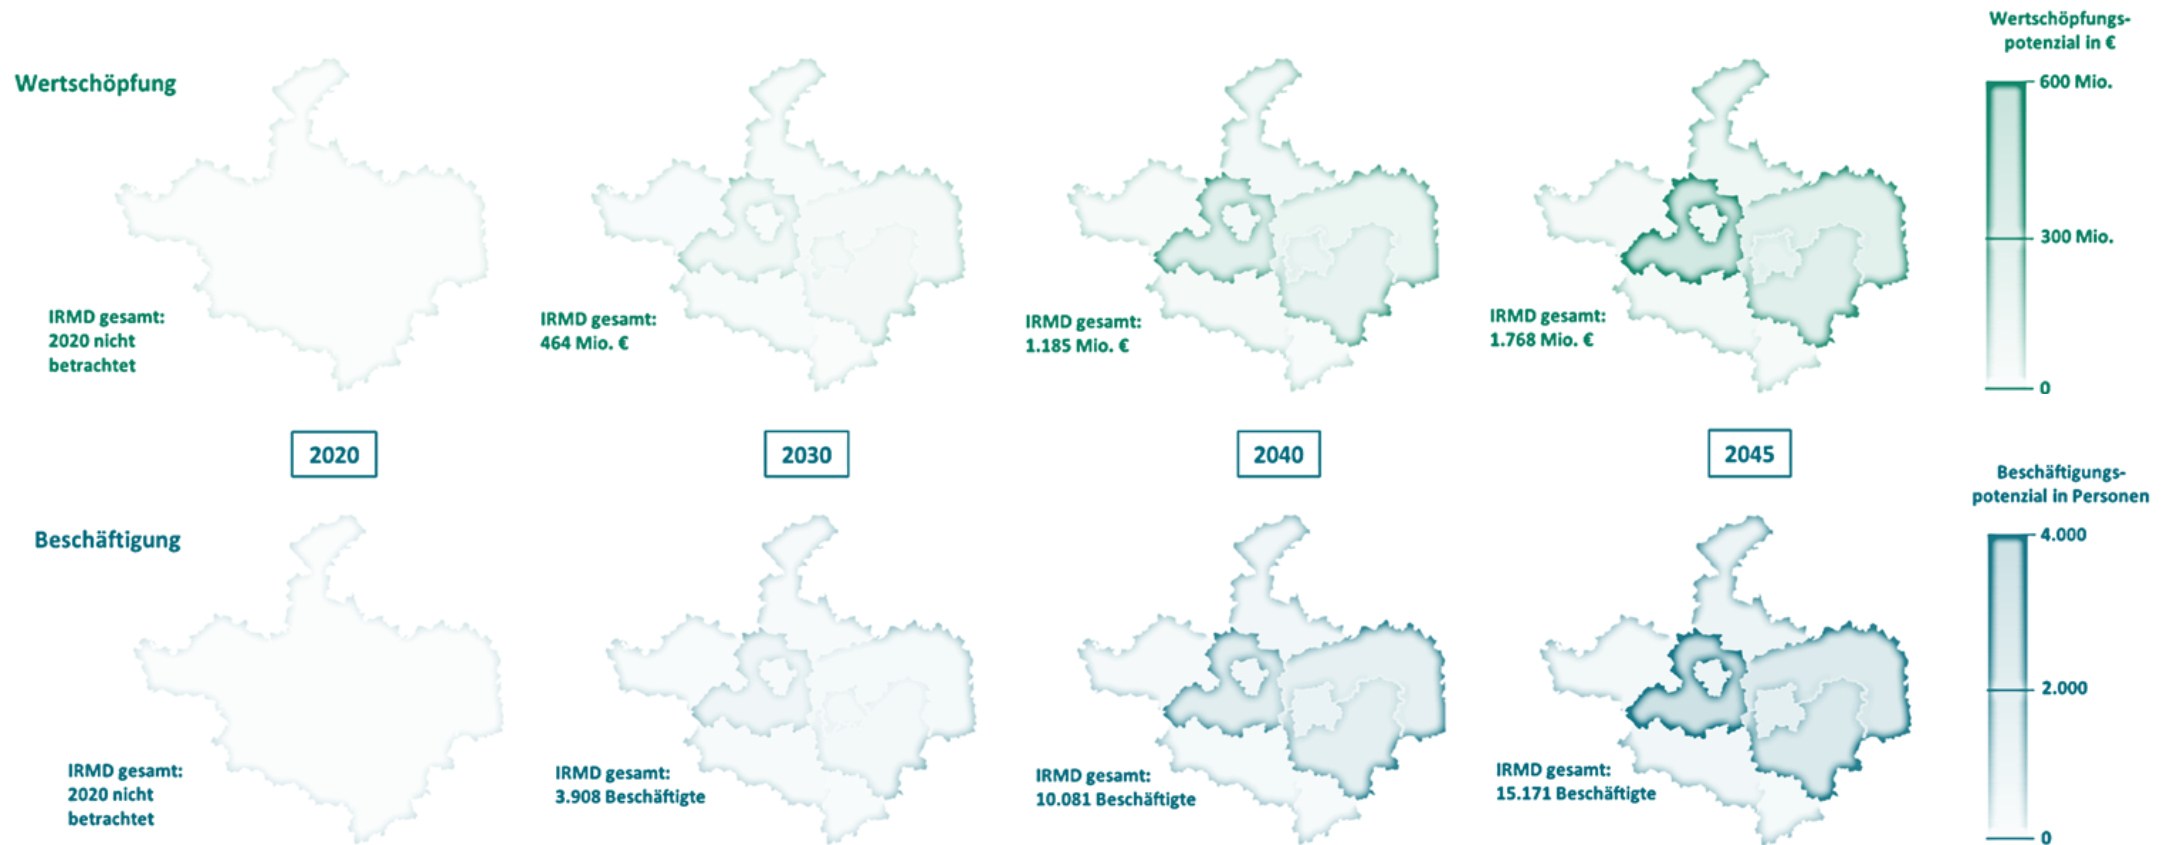 Wertschöpfung
IRMD gesamt:
2020 nicht
betrachtet
IRMD gesamt:
464 Mio. €
IRMD gesamt:
1.185 Mio. €
IRMD gesamt:
1.768 Mio. €
Wertschöpfungs-
potenzial in €
600 Mio.
300 Mio.
0
2020
2030
2040
2045
Beschäftigung
IRMD gesamt:
2020 nicht
betrachtet
IRMD gesamt:
3.908 Beschäftigte
IRMD gesamt:
10.081 Beschäftigte
IRMD gesamt:
15.171 Beschäftigte
Beschäftigungs-
potenzial in Personen
4.000
2.000
0